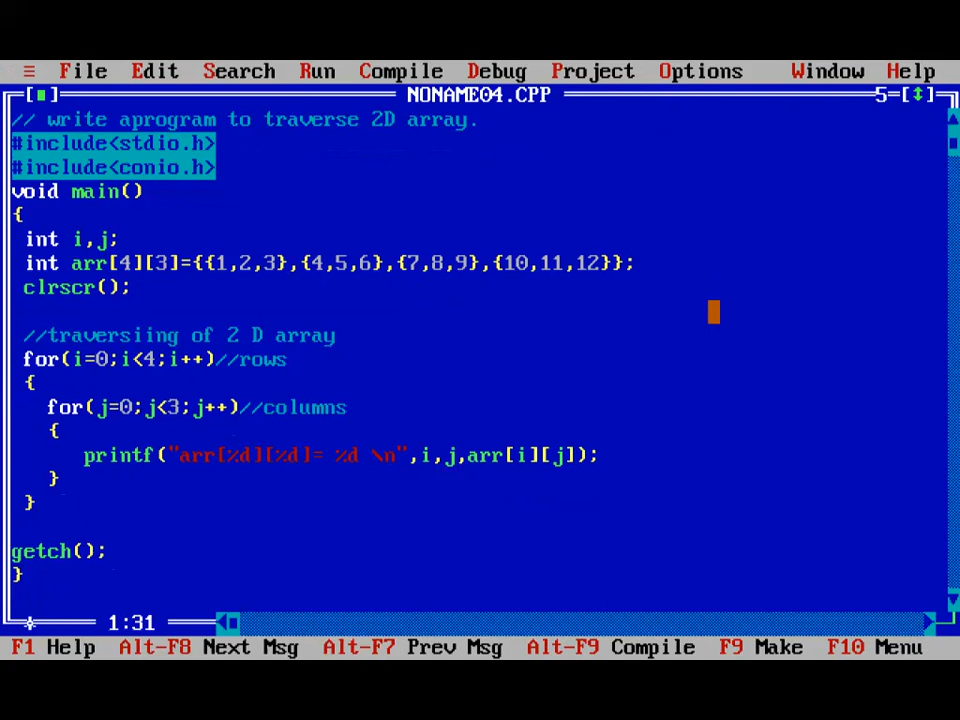 ≡ File Edit Search Run Compile Debug Project Options Window Help
[■] NONAME04.CPP 5=[↕]
// write aprogram to traverse 2D array.
#include<stdio.h>
#include<conio.h>
void main()
{
int i,j;
int arr[4][3]={{1,2,3},{4,5,6},{7,8,9},{10,11,12}};
clrscr();
//traversiing of 2 D array
for(i=0;i<4;i++)//rows
{
for(j=0;j<3;j++)//columns
{
printf("arr[%d][%d]= %d \n",i,j,arr[i][j]);
}
}
getch();
}
1:31
F1 Help Alt-F8 Next Msg Alt-F7 Prev Msg Alt-F9 Compile F9 Make F10 Menu